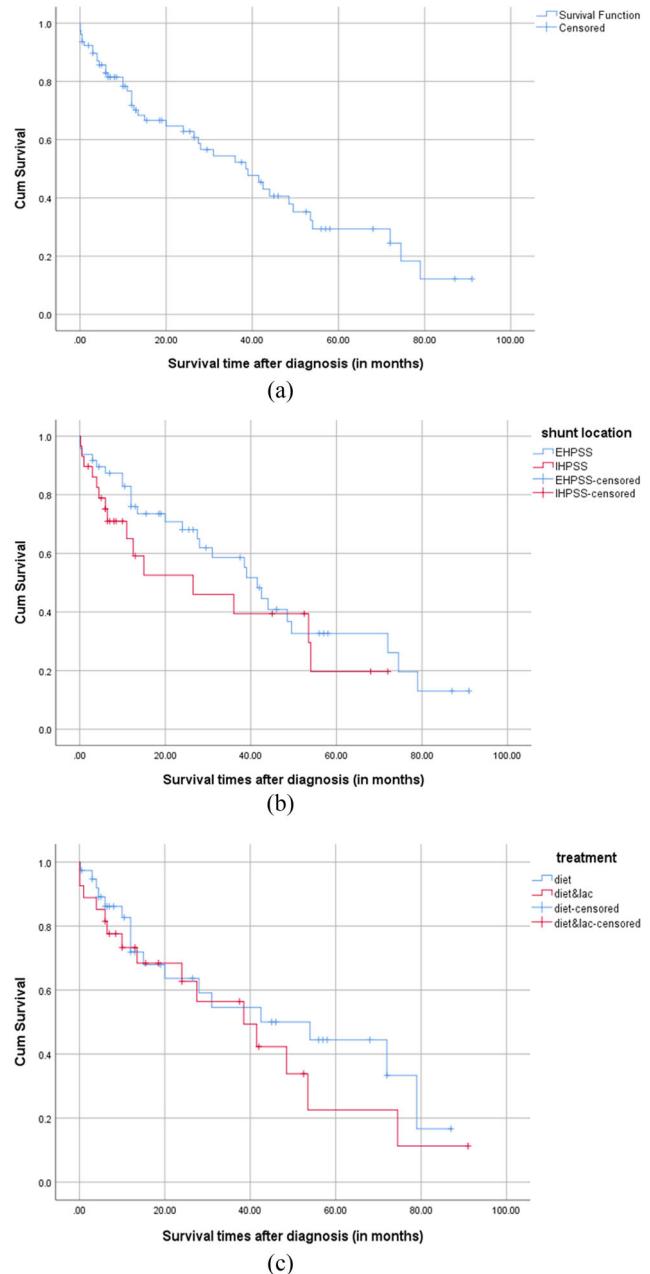 Survival Function
Censored
1.0
0.8
0.6
0.4
0.2
0.0
Cum Survival
.00 20.00 40.00 60.00 80.00 100.00
Survival time after diagnosis (in months)
(a)
shunt location
EHPSS
IHPSS
EHPSS-censored
IHPSS-censored
1.0
0.8
0.6
0.4
0.2
0.0
Cum Survival
.00 20.00 40.00 60.00 80.00 100.00
Survival times after diagnosis (in months)
(b)
treatment
diet
diet&lac
diet-censored
diet&lac-censored
1.0
0.8
0.6
0.4
0.2
0.0
Cum Survival
.00 20.00 40.00 60.00 80.00 100.00
Survival times after diagnosis (in months)
(c)